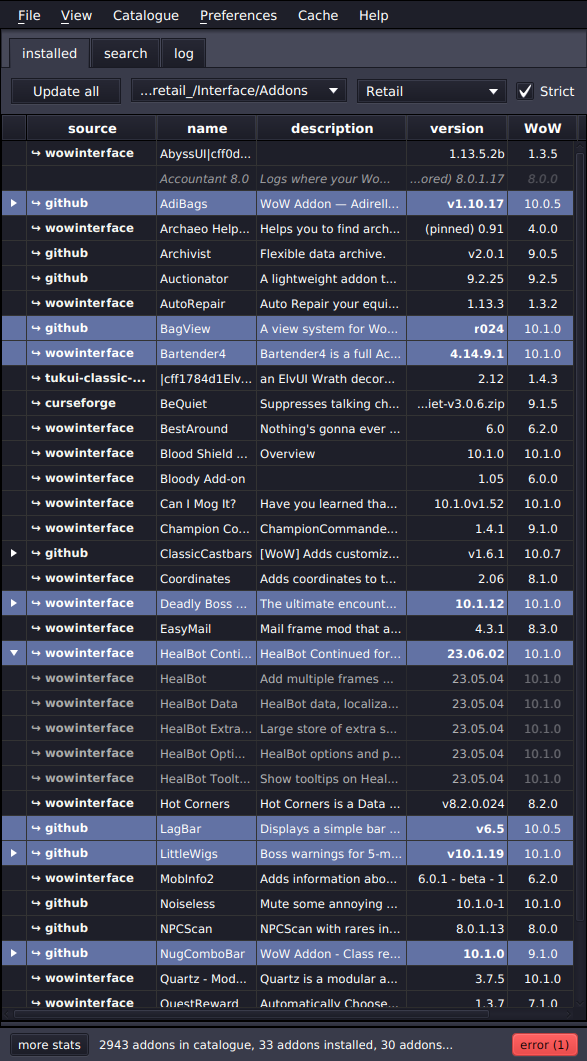 File View Catalogue Preferences Cache Help
installed search log
Update all ...retail_/Interface/Addons Retail Strict
source name description version WoW
↪ wowinterface AbyssUI|cff0d... 1.13.5.2b 1.3.5
Accountant 8.0 Logs where your Wo... ...ored) 8.0.1.17 8.0.0
↪ github AdiBags WoW Addon — Adirell... v1.10.17 10.0.5
↪ wowinterface Archaeo Help... Helps you to find arch... (pinned) 0.91 4.0.0
↪ github Archivist Flexible data archive. v2.0.1 9.0.5
↪ github Auctionator A lightweight addon t... 9.2.25 9.2.5
↪ wowinterface AutoRepair Auto Repair your equi... 1.13.3 1.3.2
↪ github BagView A view system for Wo... r024 10.1.0
↪ wowinterface Bartender4 Bartender4 is a full Ac... 4.14.9.1 10.1.0
↪ tukui-classic-... |cff1784d1Elv... an ElvUI Wrath decor... 2.12 1.4.3
↪ curseforge BeQuiet Suppresses talking ch... ...iet-v3.0.6.zip 9.1.5
↪ wowinterface BestAround Nothing's gonna ever ... 6.0 6.2.0
↪ wowinterface Blood Shield ... Overview 10.1.0 10.1.0
↪ wowinterface Bloody Add-on 1.05 6.0.0
↪ wowinterface Can I Mog It? Have you learned tha... 10.1.0v1.52 10.1.0
↪ wowinterface Champion Co... ChampionCommande... 1.4.1 9.1.0
↪ github ClassicCastbars [WoW] Adds customiz... v1.6.1 10.0.7
↪ wowinterface Coordinates Adds coordinates to t... 2.06 8.1.0
↪ wowinterface Deadly Boss ... The ultimate encount... 10.1.12 10.1.0
↪ wowinterface EasyMail Mail frame mod that a... 4.3.1 8.3.0
↪ wowinterface HealBot Conti... HealBot Continued for... 23.06.02 10.1.0
↪ wowinterface HealBot Add multiple frames ... 23.05.04 10.1.0
↪ wowinterface HealBot Data HealBot data, localiza... 23.05.04 10.1.0
↪ wowinterface HealBot Extra... Large store of extra s... 23.05.04 10.1.0
↪ wowinterface HealBot Opti... HealBot options and p... 23.05.04 10.1.0
↪ wowinterface HealBot Toolt... Show tooltips on Heal... 23.05.04 10.1.0
↪ wowinterface Hot Corners Hot Corners is a Data ... v8.2.0.024 8.2.0
↪ github LagBar Displays a simple bar ... v6.5 10.0.5
↪ github LittleWigs Boss warnings for 5-m... v10.1.19 10.1.0
↪ wowinterface MobInfo2 Adds information abo... 6.0.1 - beta - 1 6.2.0
↪ github Noiseless Mute some annoying ... 10.1.0-1 10.1.0
↪ github NPCScan NPCScan with rares in... 8.0.1.13 8.0.0
↪ github NugComboBar WoW Addon - Class re... 10.1.0 9.1.0
↪ wowinterface Quartz - Mod... Quartz is a modular a... 3.7.5 10.1.0
↪ wowinterface QuestReward Automatically Choose... 1.3.7 7.1.0
more stats 2943 addons in catalogue, 33 addons installed, 30 addons... error (1)